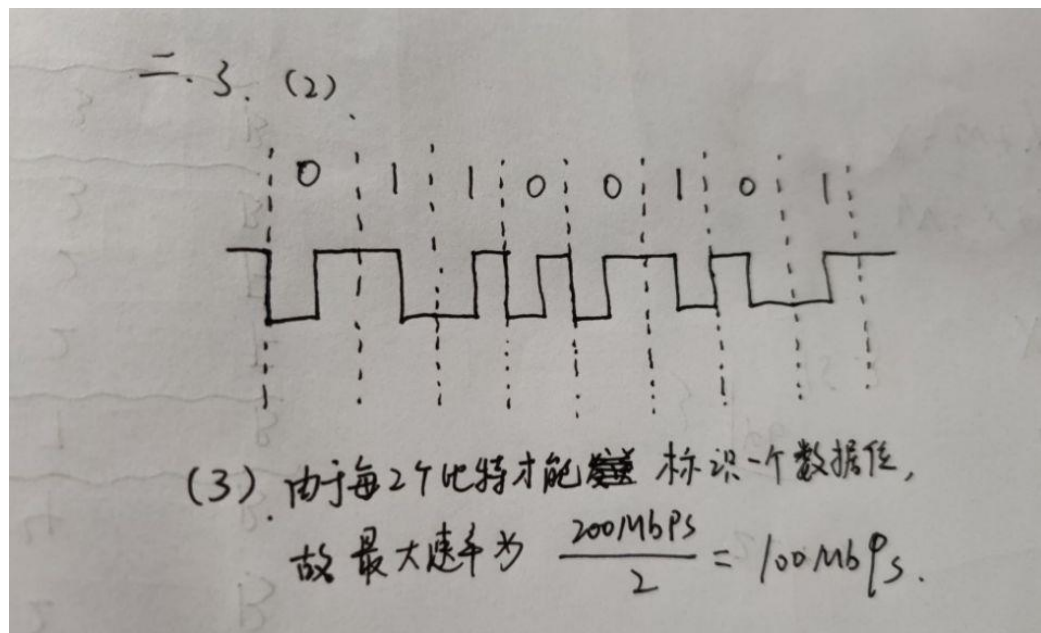 二.3.(2).
0 1 1 0 0 1 0 1
(3).由于每2个比特才能 标识一个数据位,
故最大速率为 200Mbps/2 = 100Mbps.